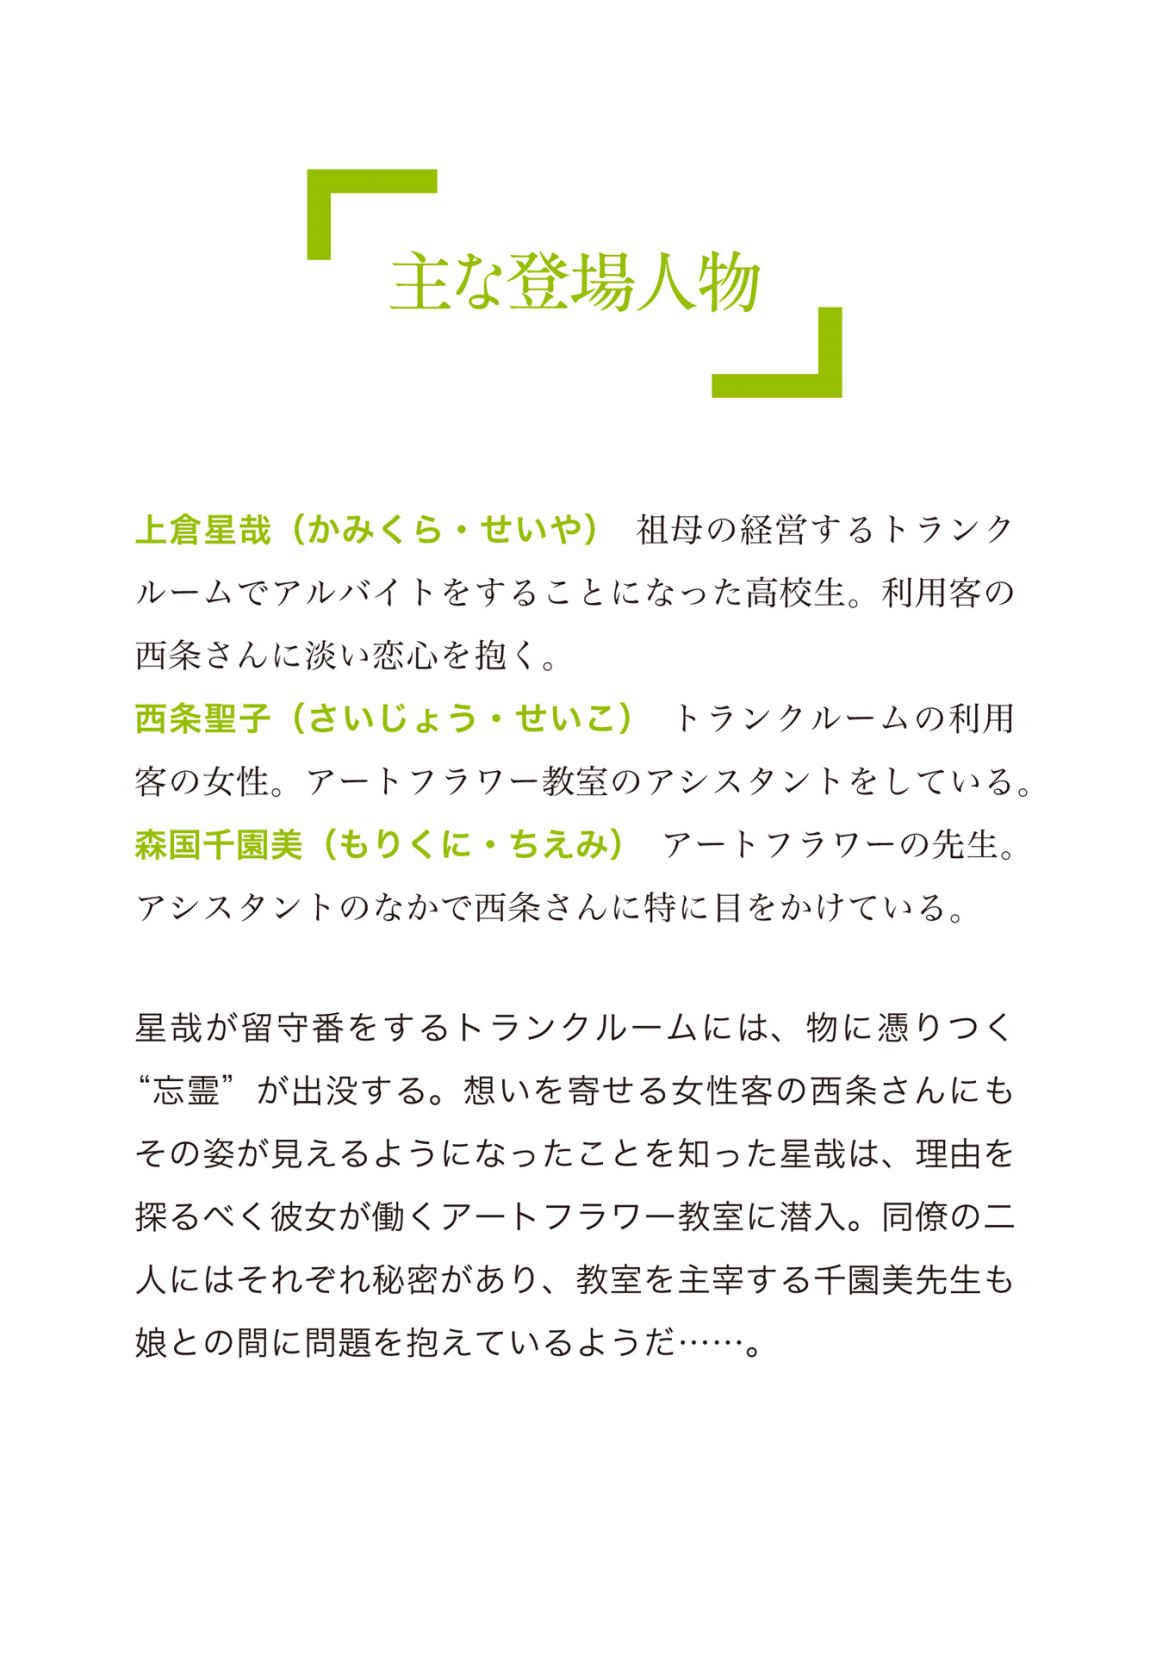 主な登場人物
上倉星哉（かみくら・せいや）　祖母の経営するトランク
ルームでアルバイトをすることになった高校生。利用客の
西条さんに淡い恋心を抱く。
西条聖子（さいじょう・せいこ）　トランクルームの利用
客の女性。アートフラワー教室のアシスタントをしている。
森国千園美（もりくに・ちえみ）　アートフラワーの先生。
アシスタントのなかで西条さんに特に目をかけている。
星哉が留守番をするトランクルームには、物に憑りつく
“忘霊”が出没する。想いを寄せる女性客の西条さんにも
その姿が見えるようになったことを知った星哉は、理由を
探るべく彼女が働くアートフラワー教室に潜入。同僚の二
人にはそれぞれ秘密があり、教室を主宰する千園美先生も
娘との間に問題を抱えているようだ……。